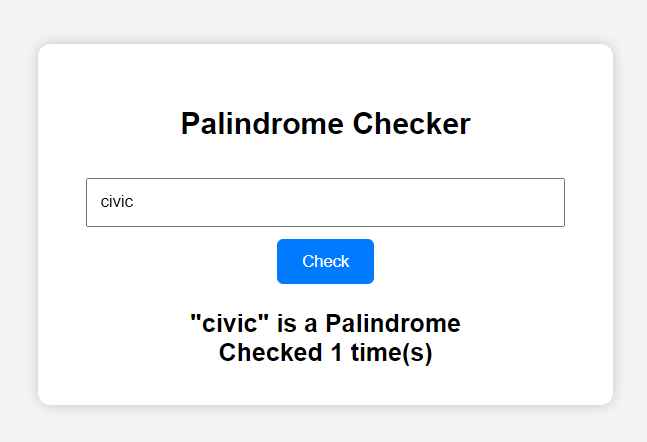 Palindrome Checker
civic
Check
"civic" is a Palindrome
Checked 1 time(s)